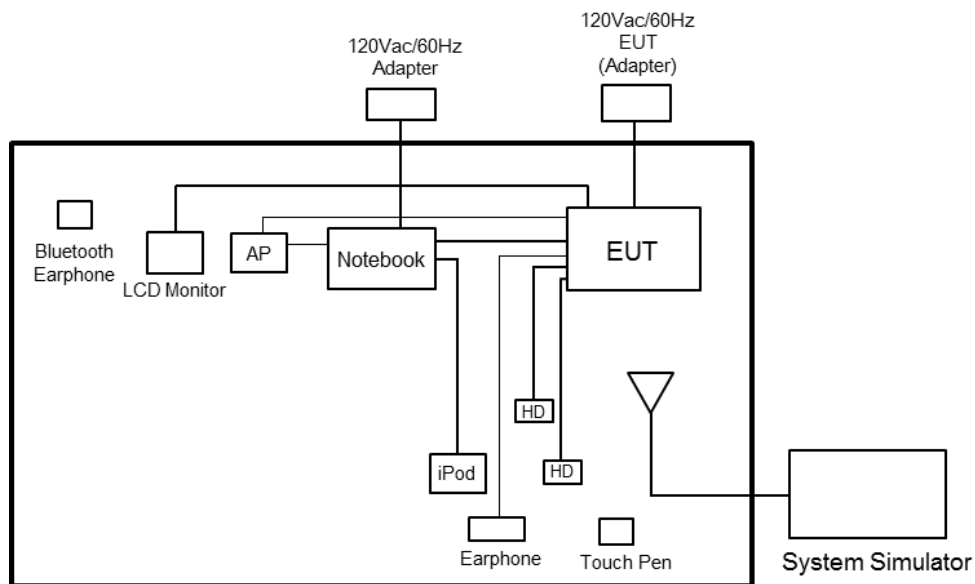 120Vac/60Hz
Adapter
120Vac/60Hz
EUT
(Adapter)
Bluetooth
Earphone
LCD Monitor
AP
Notebook
EUT
HD
iPod
HD
Earphone
Touch Pen
System Simulator